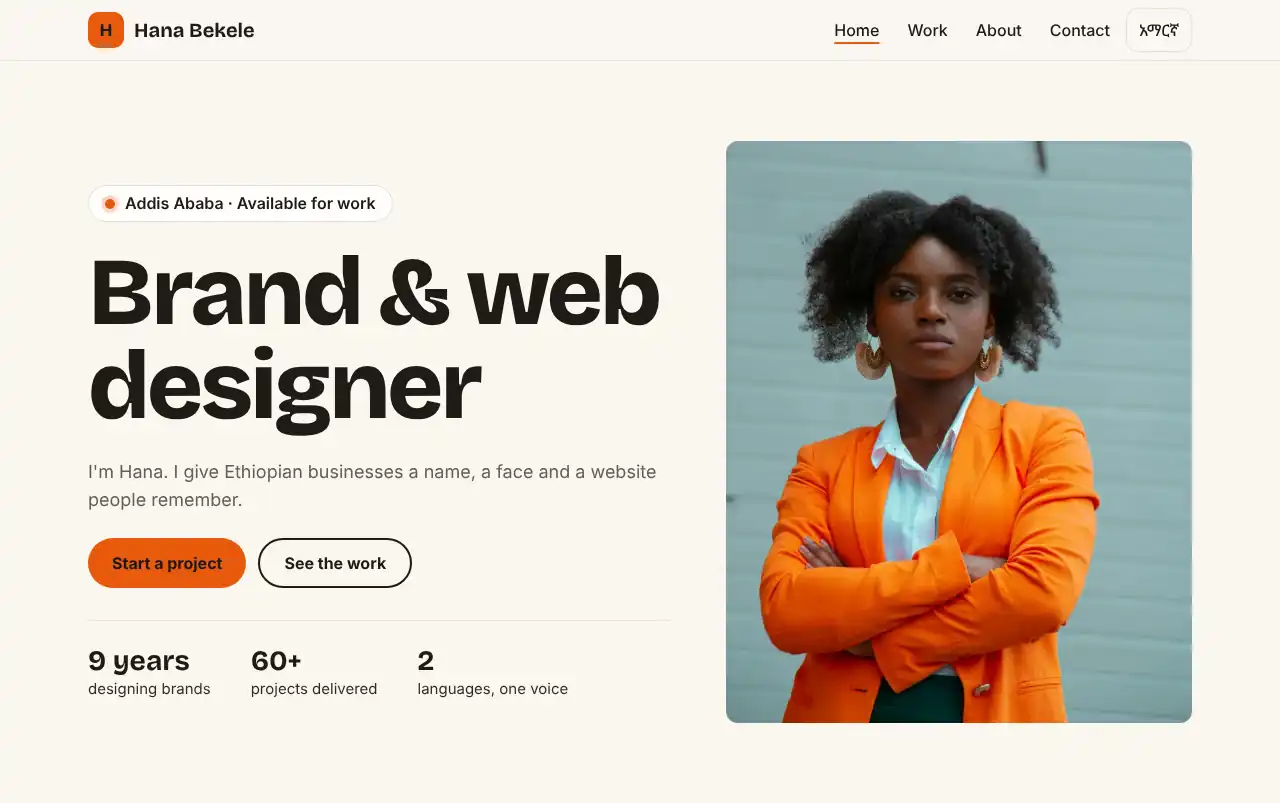 H
Hana Bekele
Home
Work
About
Contact
አማርኛ
Addis Ababa · Available for work
Brand & web
designer
I'm Hana. I give Ethiopian businesses a name, a face and a website
people remember.
Start a project
See the work
9 years
designing brands
60+
projects delivered
2
languages, one voice